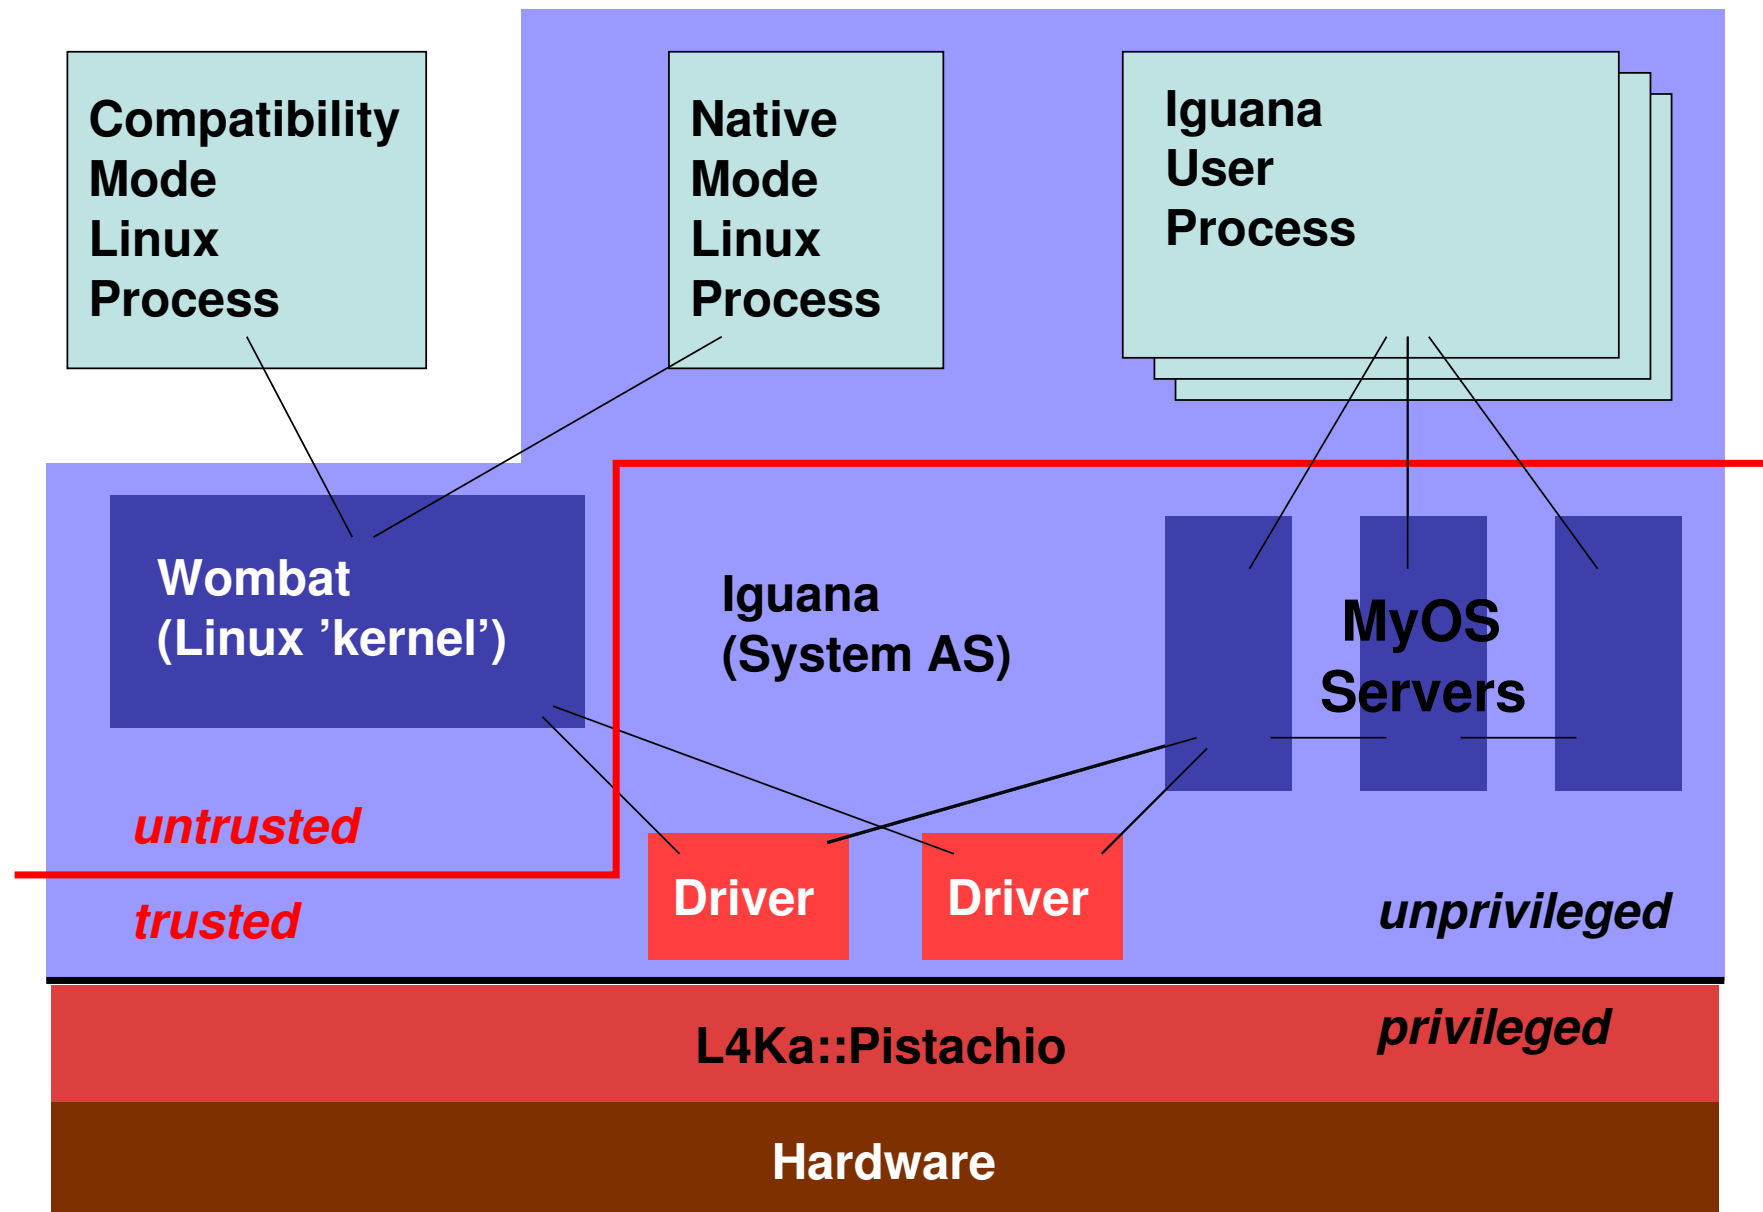 Compatibility
Mode
Linux
Process
Native
Mode
Linux
Process
Iguana
User
Process
Wombat
(Linux ’kernel’)
Iguana
(System AS)
MyOS
Servers
untrusted
trusted
Driver
Driver
unprivileged
privileged
L4Ka::Pistachio
Hardware